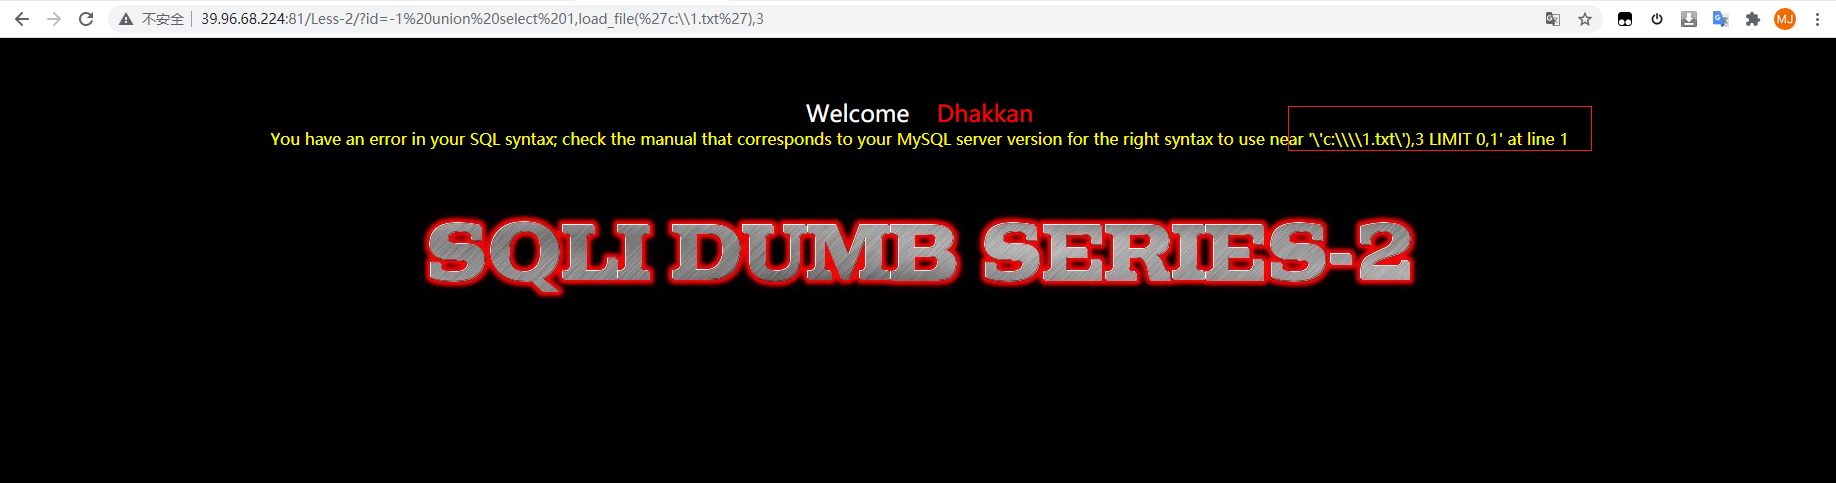 不安全 39.96.68.224:81/Less-2/?id=-1%20union%20select%201,load_file(%27c:\\1.txt%27),3
MJ
Welcome Dhakkan
You have an error in your SQL syntax; check the manual that corresponds to your MySQL server version for the right syntax to use near '\'c:\\\\1.txt\'),3 LIMIT 0,1' at line 1
SQLI DUMB SERIES-2